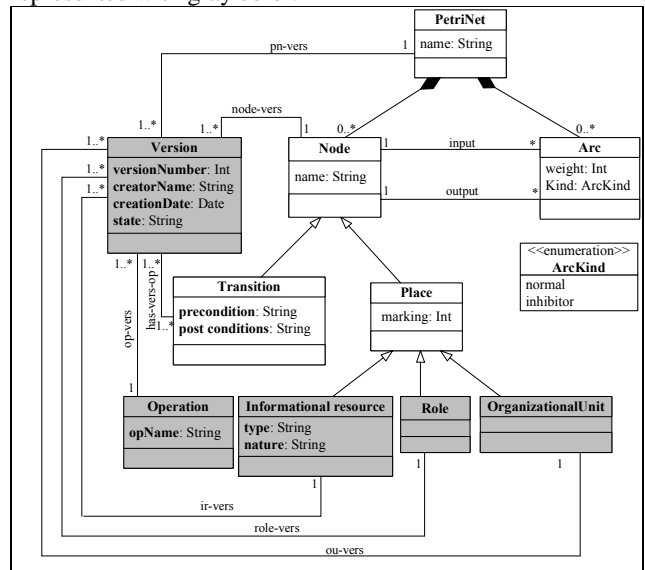 PetriNet
name: String
pn-vers
1
1..*
node-vers
1..*
1
0..*
0..*
1..*
1..*
1..*
Version
versionNumber: Int
creatorName: String
creationDate: Date
state: String
Node
name: String
1
input
*
1
output
*
Arc
weight: Int
Kind: ArcKind
<<enumeration>>
ArcKind
normal
inhibitor
1..*
1..*
has-vers-op
1..*
op-vers
1
Transition
precondition: String
post conditions: String
Place
marking: Int
Operation
opName: String
Informational resource
type: String
nature: String
Role
OrganizationalUnit
1
1
1
ir-vers
role-vers
ou-vers